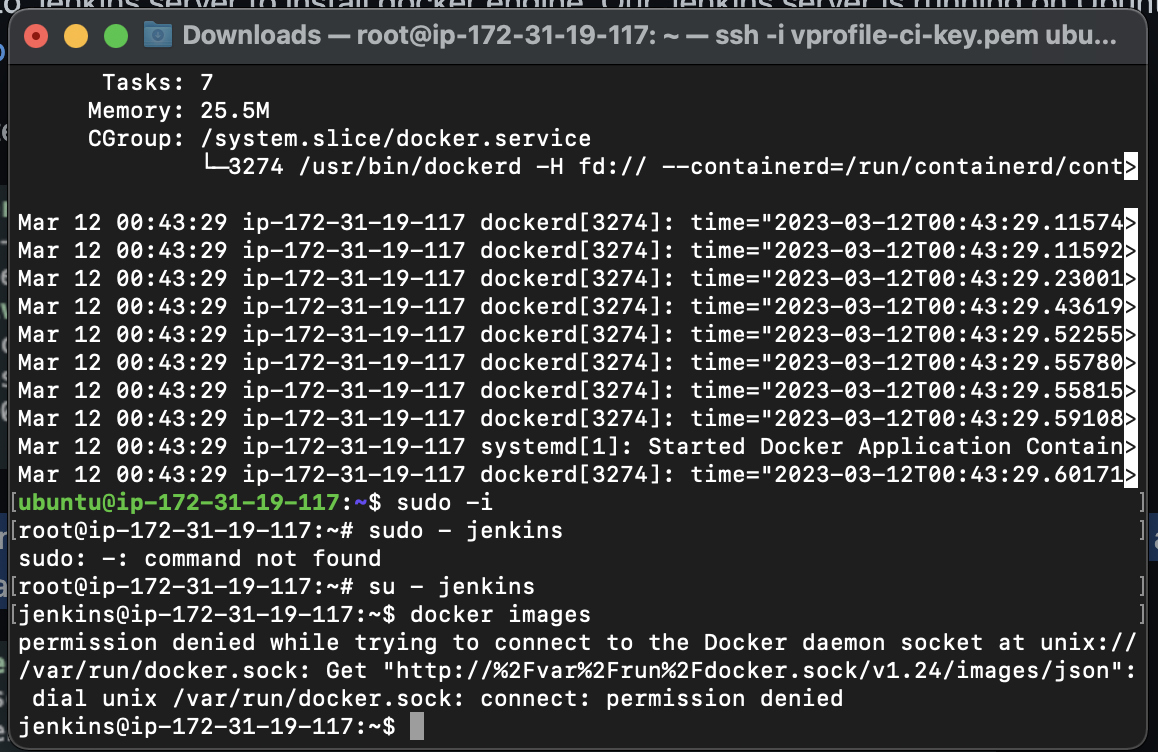 to Jenkins server to install docker engine. Our Jenkins server is running on Ubun
Downloads — root@ip-172-31-19-117: ~ — ssh -i vprofile-ci-key.pem ubu...
Tasks: 7
Memory: 25.5M
CGroup: /system.slice/docker.service
└─3274 /usr/bin/dockerd -H fd:// --containerd=/run/containerd/cont>
Mar 12 00:43:29 ip-172-31-19-117 dockerd[3274]: time="2023-03-12T00:43:29.11574>
Mar 12 00:43:29 ip-172-31-19-117 dockerd[3274]: time="2023-03-12T00:43:29.11592>
Mar 12 00:43:29 ip-172-31-19-117 dockerd[3274]: time="2023-03-12T00:43:29.23001>
Mar 12 00:43:29 ip-172-31-19-117 dockerd[3274]: time="2023-03-12T00:43:29.43619>
Mar 12 00:43:29 ip-172-31-19-117 dockerd[3274]: time="2023-03-12T00:43:29.52255>
Mar 12 00:43:29 ip-172-31-19-117 dockerd[3274]: time="2023-03-12T00:43:29.55780>
Mar 12 00:43:29 ip-172-31-19-117 dockerd[3274]: time="2023-03-12T00:43:29.55815>
Mar 12 00:43:29 ip-172-31-19-117 dockerd[3274]: time="2023-03-12T00:43:29.59108>
Mar 12 00:43:29 ip-172-31-19-117 systemd[1]: Started Docker Application Contain>
Mar 12 00:43:29 ip-172-31-19-117 dockerd[3274]: time="2023-03-12T00:43:29.60171>
[ubuntu@ip-172-31-19-117:~$ sudo -i ]
[root@ip-172-31-19-117:~# sudo - jenkins ]
sudo: -: command not found
[root@ip-172-31-19-117:~# su - jenkins ]
[jenkins@ip-172-31-19-117:~$ docker images ]
permission denied while trying to connect to the Docker daemon socket at unix://
/var/run/docker.sock: Get "http://%2Fvar%2Frun%2Fdocker.sock/v1.24/images/json":
dial unix /var/run/docker.sock: connect: permission denied
jenkins@ip-172-31-19-117:~$